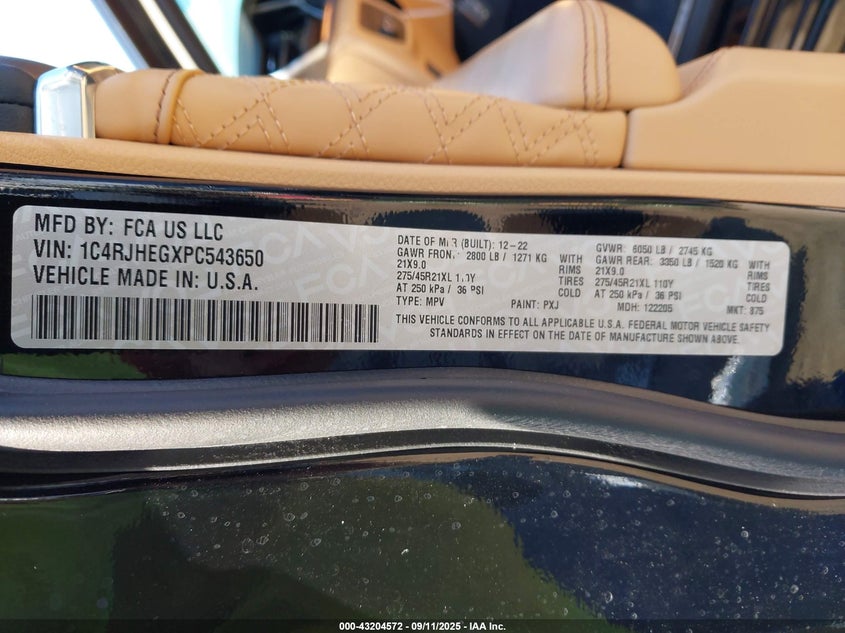 MFD BY: FCA US LLC
VIN: 1C4RJHEGXPC543650
VEHICLE MADE IN: U.S.A.
DATE OF MFR (BUILT): 12-22
GAWR FRONT: 2800 LB / 1271 KG WITH
21X9.0 RIMS
275/45R21XL 110Y TIRES
AT 250 kPa / 36 PSI COLD
TYPE: MPV PAINT: PXJ
GVWR: 6050 LB / 2745 KG
GAWR REAR: 3350 LB / 1520 KG WITH
21X9.0 RIMS
275/45R21XL 110Y TIRES
AT 250 kPa / 36 PSI COLD
MDH: 122205 MKT: 875
THIS VEHICLE CONFORMS TO ALL APPLICABLE U.S.A. FEDERAL MOTOR VEHICLE SAFETY
STANDARDS IN EFFECT ON THE DATE OF MANUFACTURE SHOWN ABOVE.
000-43204572 - 09/11/2025 - IAA Inc.